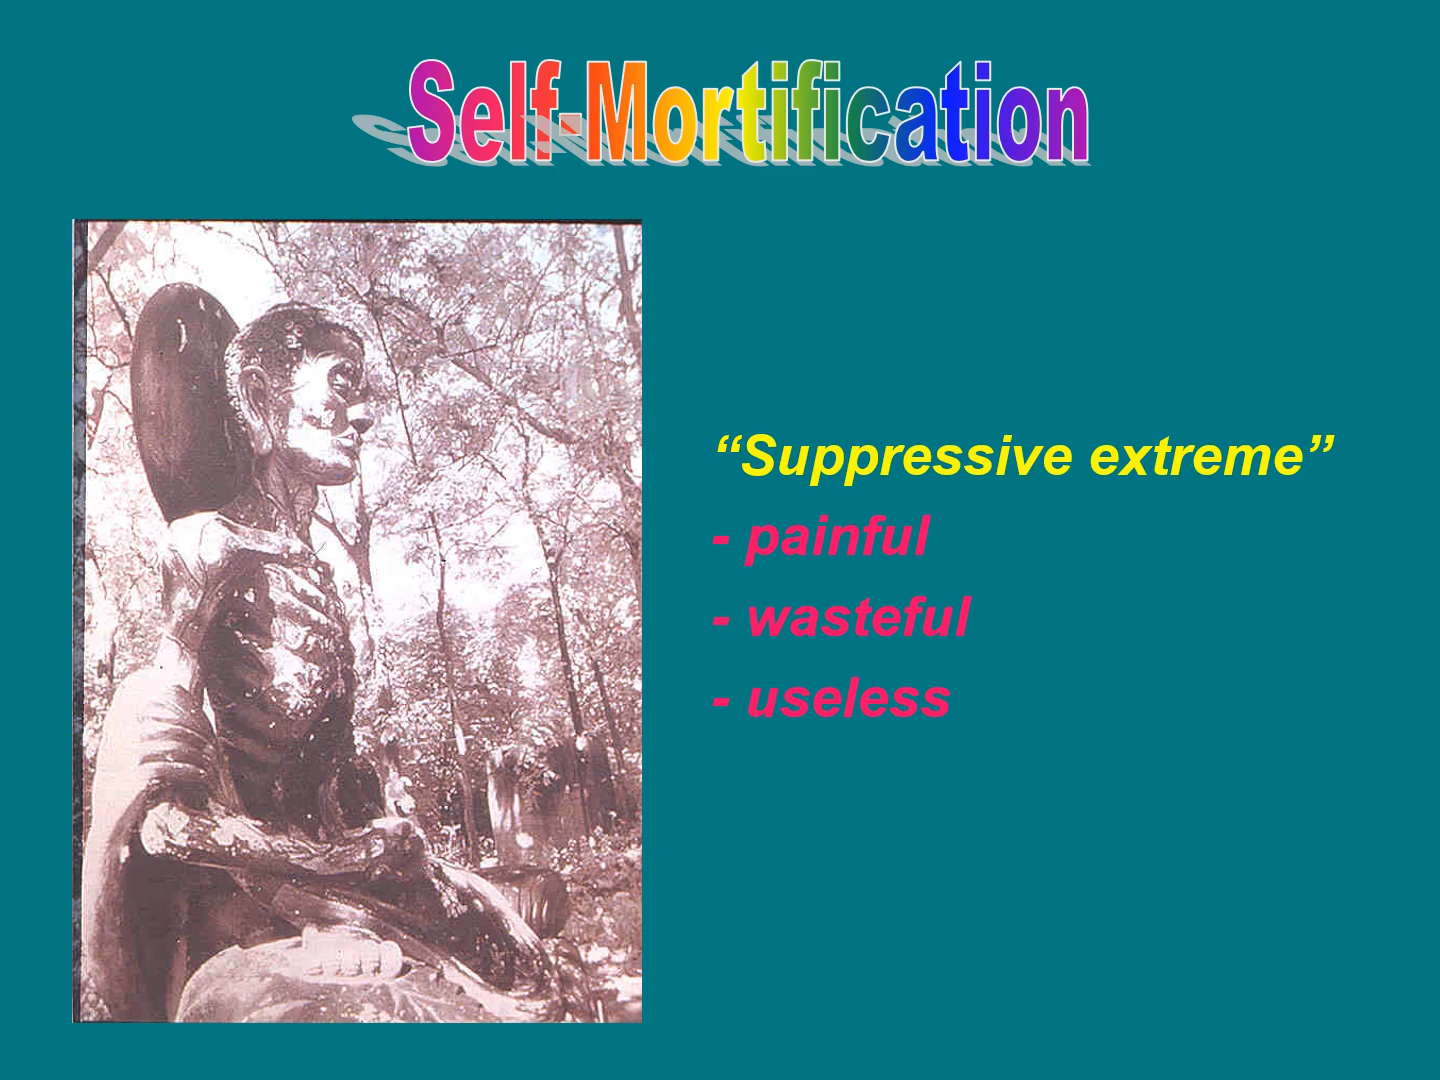 Self-Mortification
“Suppressive extreme”
- painful
- wasteful
- useless